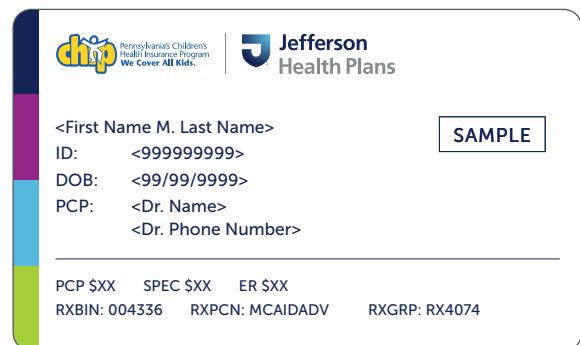 chip Pennsylvania's Children's
Health Insurance Program
We Cover All Kids.
Jefferson
Health Plans
<First Name M. Last Name>
SAMPLE
ID: <999999999>
DOB: <99/99/9999>
PCP: <Dr. Name>
<Dr. Phone Number>
PCP $XX SPEC $XX ER $XX
RXBIN: 004336 RXPCN: MCAIDADV RXGRP: RX4074